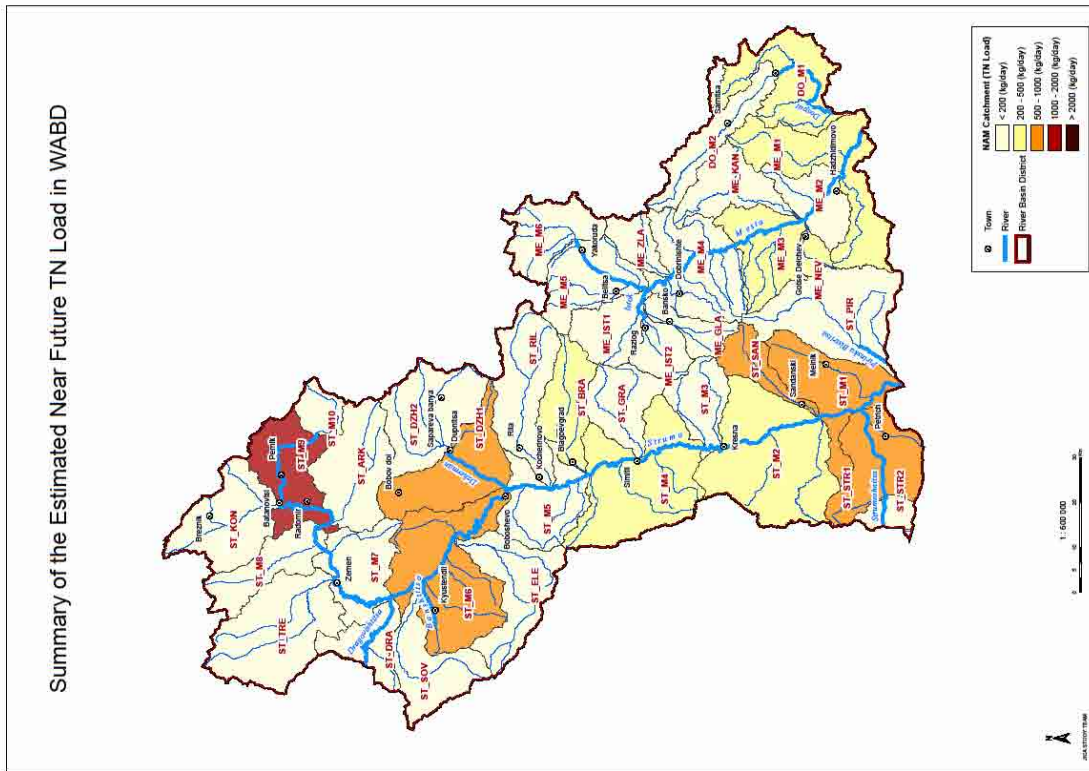 Summary of the Estimated Near Future TN Load in WABD
Breznik
ST_KON
Batanovtsi
Pernik
ST_M9
ST_M10
Radomir
ST_M8
ST_TRE
Zemen
ST_M7
ST_ARK
Dragovishtitsa
ST_DRA
ST_SOV
Kyustendil
ST_M6
ST_ELE
Bobov dol
ST_DZH2
Sapareva banya
Dupnitsa
ST_DZH1
Boboshevo
ST_M5
Rila
Kocherinovo
ST_RIL
Blagoevgrad
ST_BRA
Simitli
ST_M4
Struma
ST_GRA
ST_M3
Kresna
ST_M2
ST_SAN
Sandanski
Melnik
ST_M1
Petrich
ST_STR1
ST_STR2
ST_PIR
ME_M6
Yakoruda
ME_M5
Belitsa
ME_ZLA
ME_IST1
Razlog
Bansko
Dobrinishte
ME_IST2
ME_GLA
ME_M4
Mesta
ME_KAN
ME_M3
Gotse Delchev
ME_NEV
ME_M2
ME_M1
Hadzhidimovo
DO_M2
DO_M1
N
JICA STUDY TEAM
1 : 600 000
Town
River
River Basin District
NAM Catchment (TN Load)
< 200 (kg/day)
200 - 500 (kg/day)
500 - 1000 (kg/day)
1000 - 2000 (kg/day)
> 2000 (kg/day)